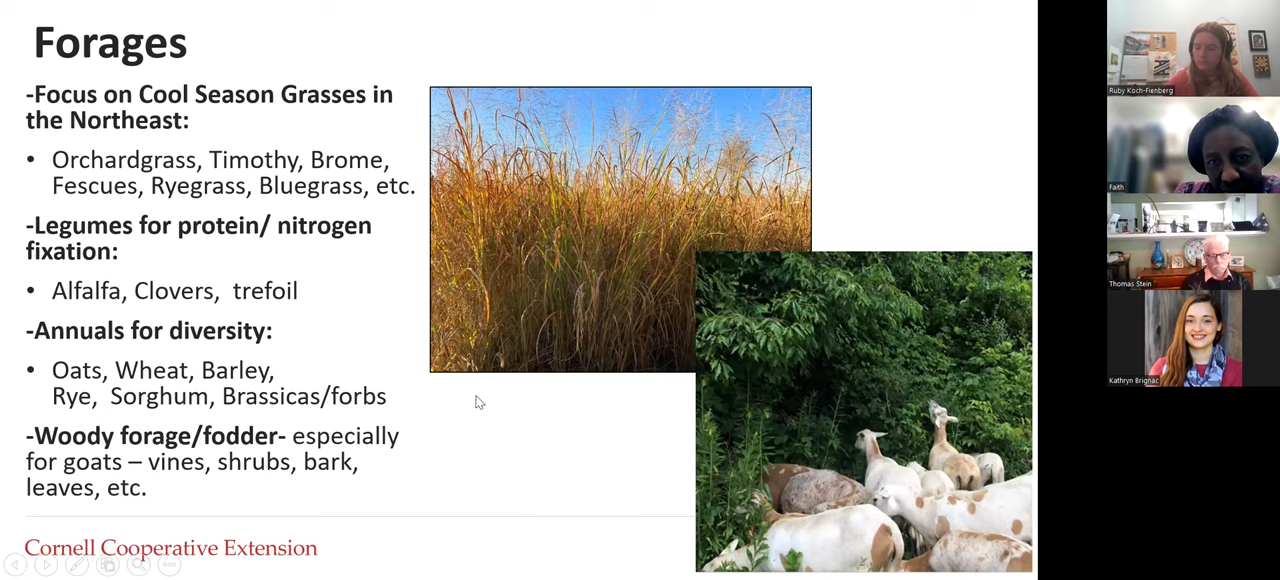 Forages
-Focus on Cool Season Grasses in
the Northeast:
• Orchardgrass, Timothy, Brome,
Fescues, Ryegrass, Bluegrass, etc.
-Legumes for protein/ nitrogen
fixation:
• Alfalfa, Clovers,  trefoil
-Annuals for diversity:
• Oats, Wheat, Barley,
Rye,  Sorghum, Brassicas/forbs
-Woody forage/fodder- especially
for goats – vines, shrubs, bark,
leaves, etc.
Cornell Cooperative Extension
Ruby Koch-Fienberg
Faith
Thomas Stein
Kathryn Brignac